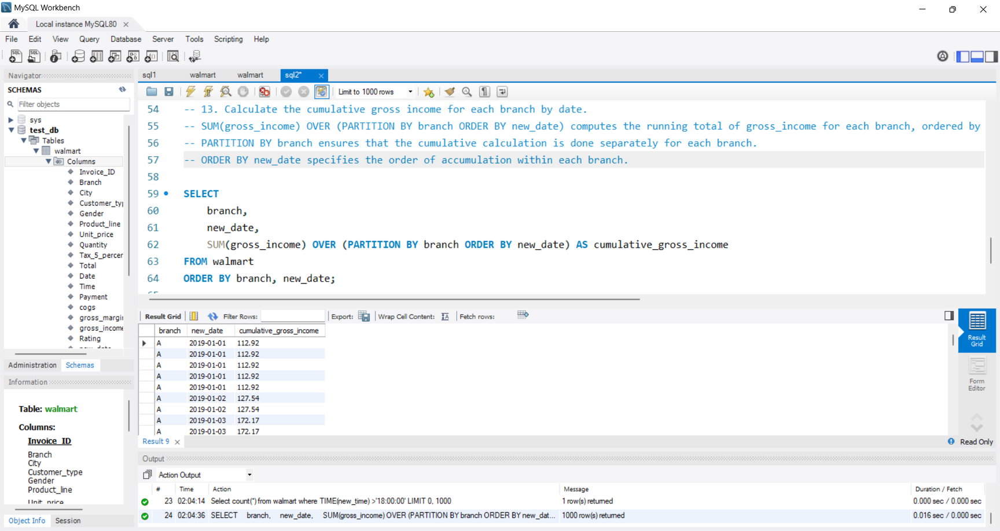 MySQL Workbench
Local instance MySQL80
File Edit View Query Database Server Tools Scripting Help
Navigator
SCHEMAS
Filter objects
sys
test_db
Tables
walmart
Columns
Invoice_ID
Branch
City
Customer_typ
Gender
Product_line
Unit_price
Quantity
Tax_5_percer
Total
Date
Time
Payment
cogs
gross_margi
gross_income
Rating
Administration Schemas
Information
Table: walmart
Columns:
Invoice_ID
Branch
City
Customer_type
Gender
Product_line
Unit_price
Object Info Session
sql1 walmart walmart sql2*
Limit to 1000 rows
54 -- 13. Calculate the cumulative gross income for each branch by date.
55 -- SUM(gross_income) OVER (PARTITION BY branch ORDER BY new_date) computes the running total of gross_income for each branch, ordered by
56 -- PARTITION BY branch ensures that the cumulative calculation is done separately for each branch.
57 -- ORDER BY new_date specifies the order of accumulation within each branch.
58
59 SELECT
60 branch,
61 new_date,
62 SUM(gross_income) OVER (PARTITION BY branch ORDER BY new_date) AS cumulative_gross_income
63 FROM walmart
64 ORDER BY branch, new_date;
Result Grid Filter Rows: Export: Wrap Cell Content: Fetch rows:
branch new_date cumulative_gross_income
A 2019-01-01 112.92
A 2019-01-01 112.92
A 2019-01-01 112.92
A 2019-01-01 112.92
A 2019-01-01 112.92
A 2019-01-02 127.54
A 2019-01-02 127.54
A 2019-01-03 172.17
A 2019-01-03 172.17
Result Grid
Form Editor
Result 9
Read Only
Output
Action Output
# Time Action Message Duration / Fetch
23 02:04:14 Select count(*) from walmart where TIME(new_time) >'18:00:00' LIMIT 0, 1000 1 row(s) returned 0.000 sec / 0.000 sec
24 02:04:36 SELECT branch, new_date, SUM(gross_income) OVER (PARTITION BY branch ORDER BY new_dat... 1000 row(s) returned 0.016 sec / 0.000 sec